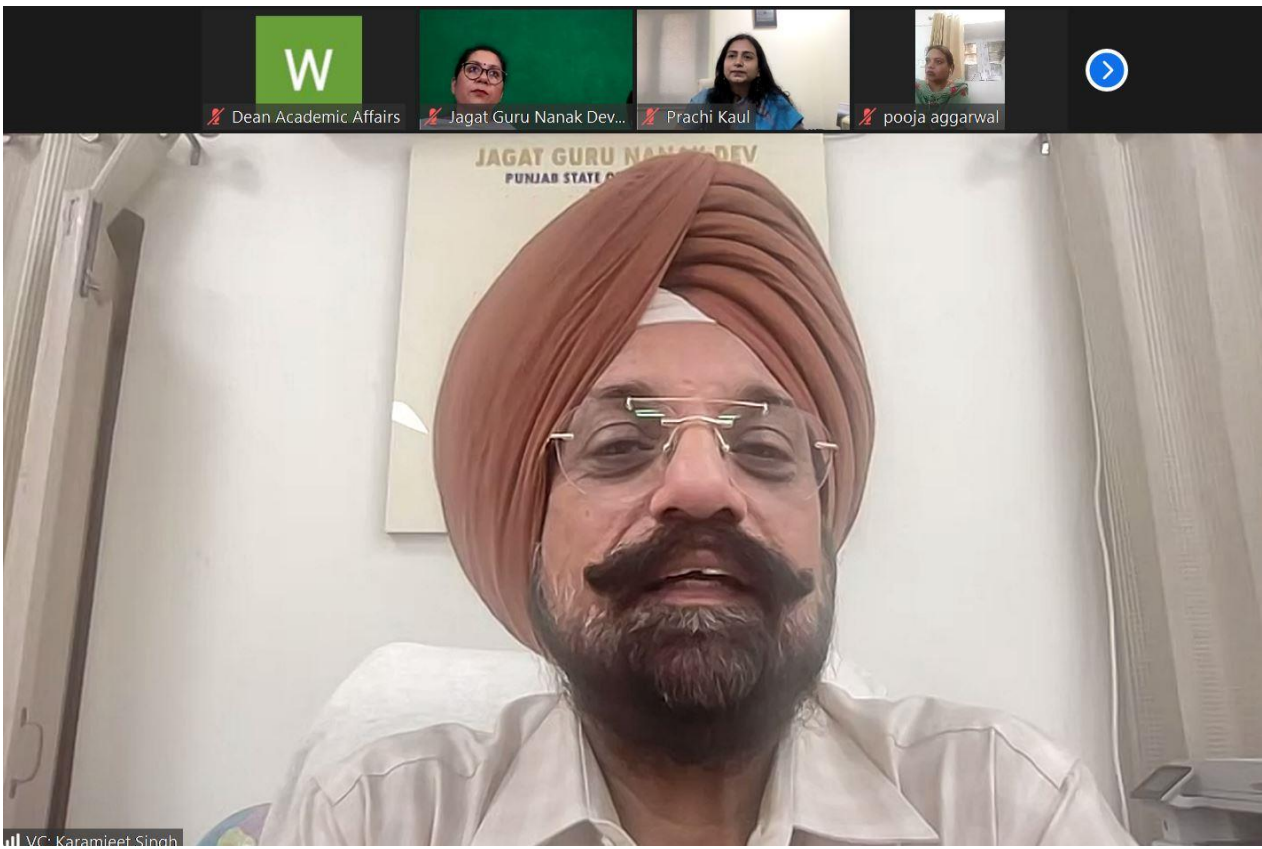 W
Dean Academic Affairs
Jagat Guru Nanak Dev...
Prachi Kaul
pooja aggarwal
JAGAT GURU NANAK DEV
PUNJAB STATE
VC: Karamjeet Singh